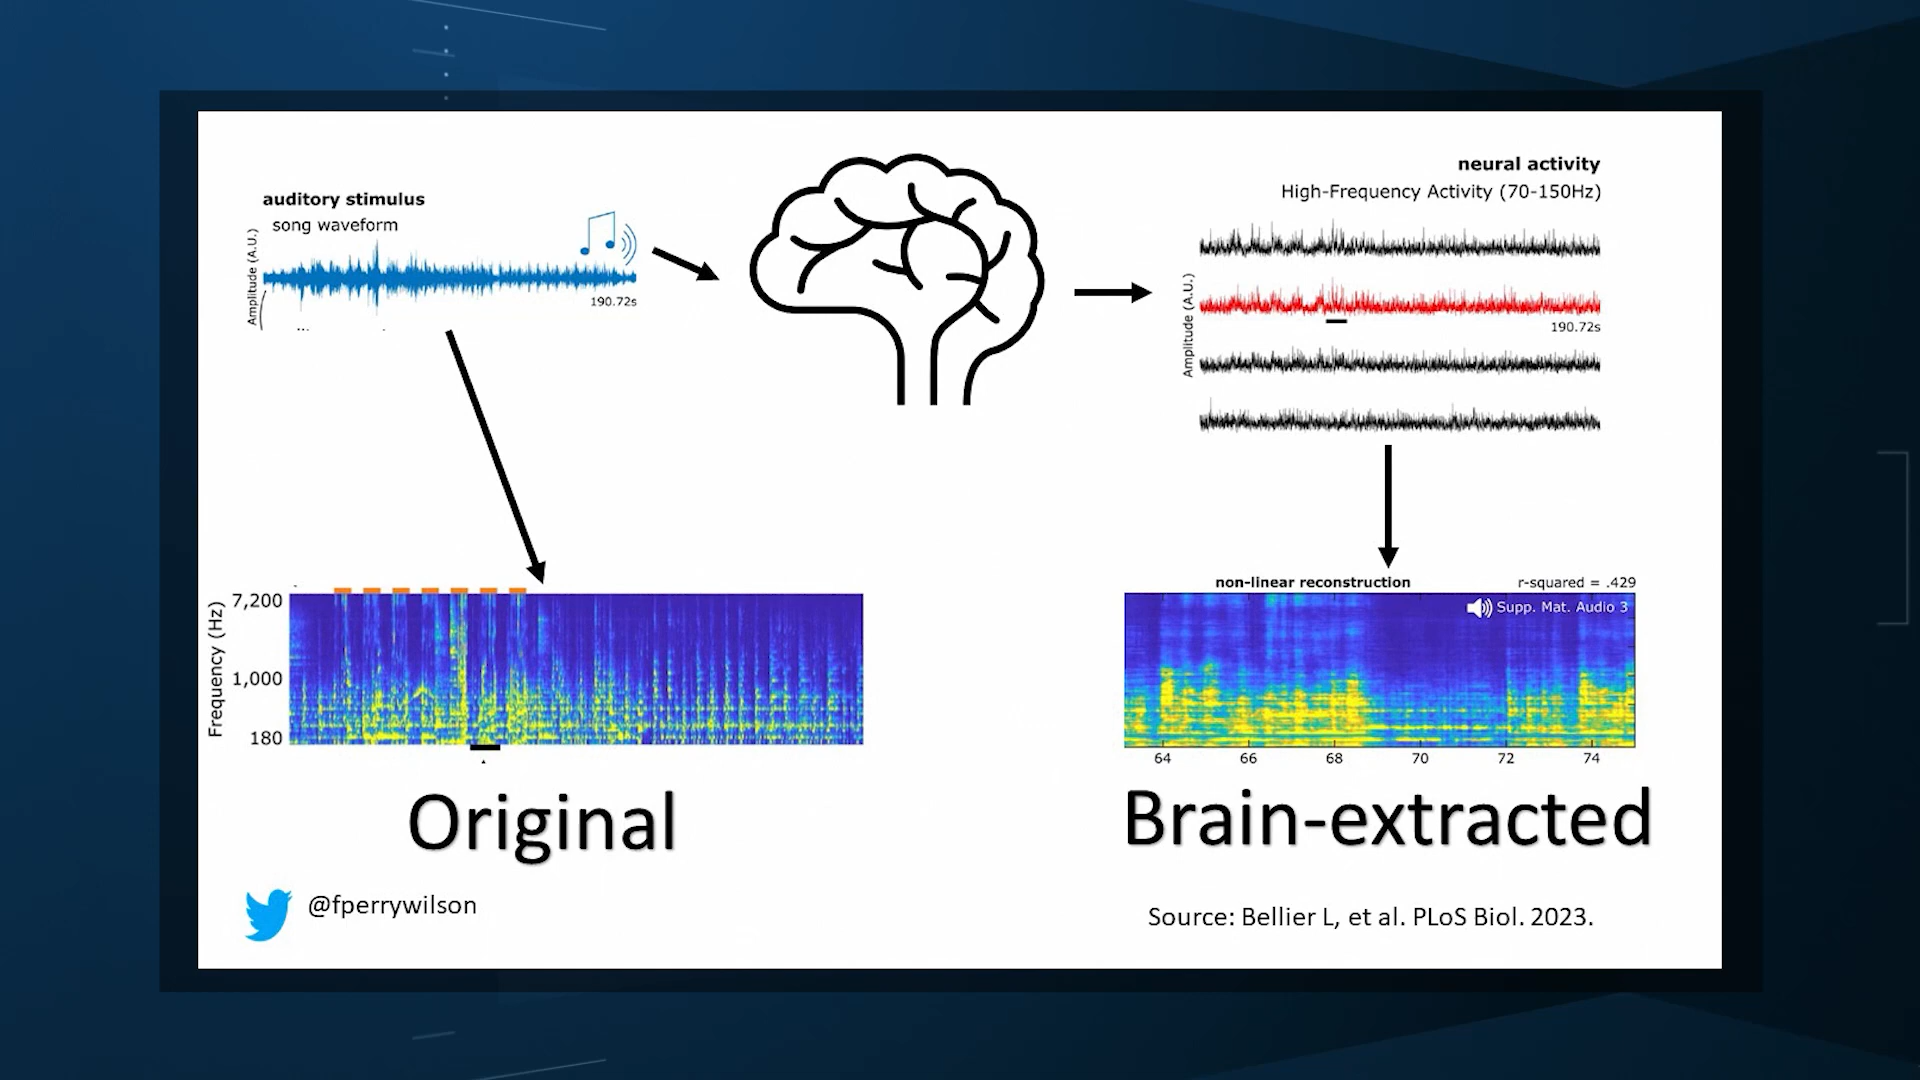 auditory stimulus
song waveform
Amplitude (A.U.)
190.72s
neural activity
High-Frequency Activity (70-150Hz)
Amplitude (A.U.)
190.72s
Frequency (Hz)
7,200
1,000
180
Original
non-linear reconstruction
r-squared = .429
Supp. Mat. Audio 3
64 66 68 70 72 74
Brain-extracted
@fperrywilson
Source: Bellier L, et al. PLoS Biol. 2023.